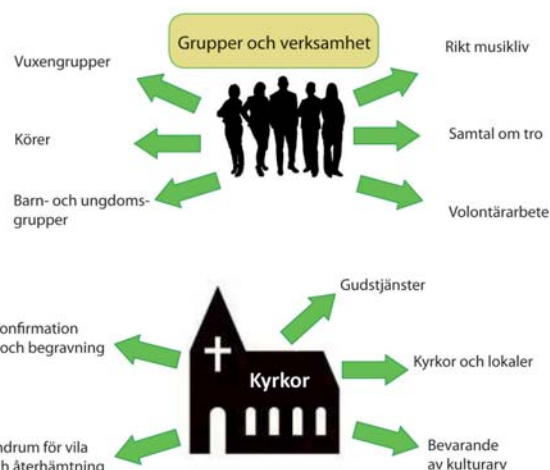 Grupper och verksamhet
Vuxengrupper
Rikt musikliv
Körer
Samtal om tro
Barn- och ungdoms-
grupper
Volontärarbete
Gudstjänster
onfirmation
och begravning
Kyrkor
Kyrkor och lokaler
ndrum för vila
h återhämtning
Bevarande
av kulturarv